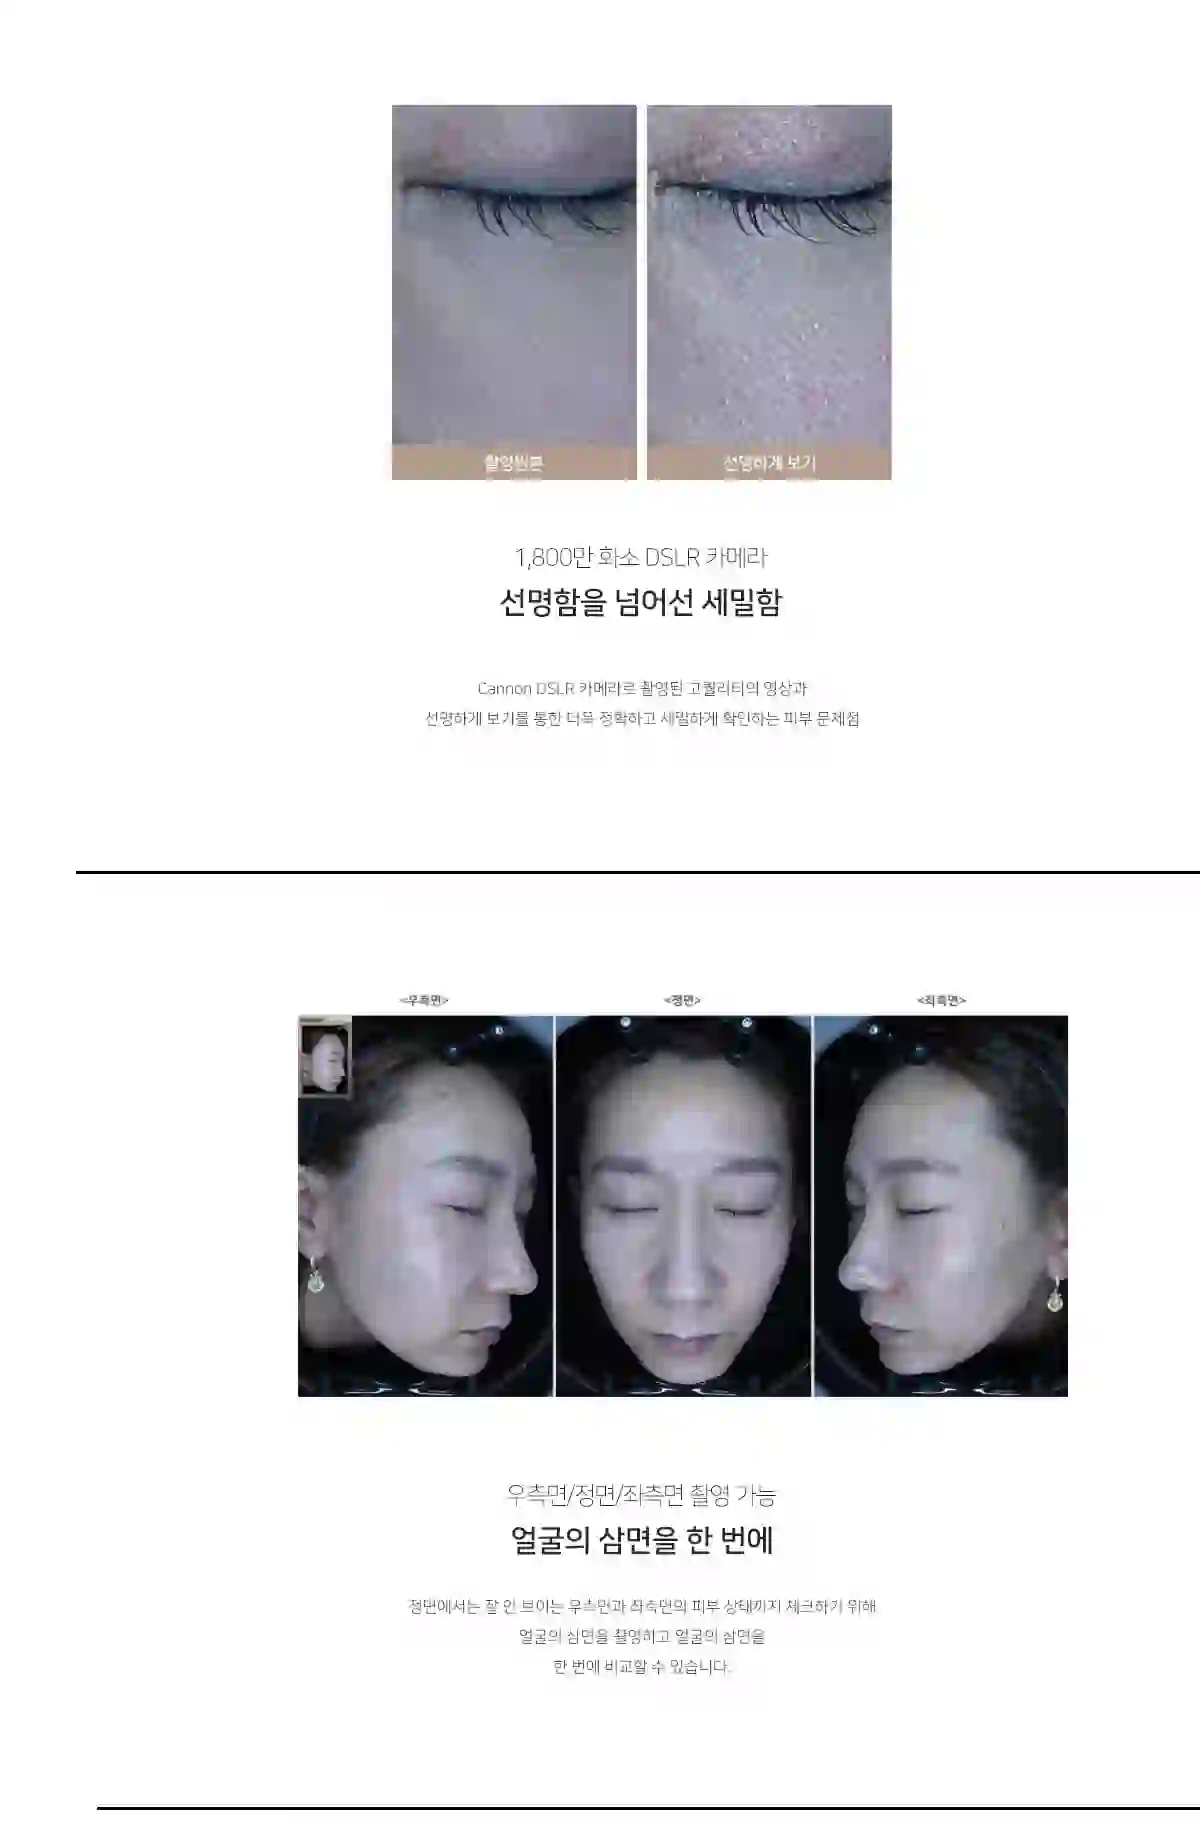 촬영원본
선명하게 보기
1,800만 화소 DSLR 카메라
선명함을 넘어선 세밀함
Cannon DSLR 카메라로 촬영된 고퀄리티의 영상과
선명하게 보기를 통한 더욱 정확하고 세밀하게 확인하는 피부 문제점
<우측면>
<정면>
<좌측면>
우측면/정면/좌측면 촬영 가능
얼굴의 삼면을 한 번에
정면에서는 잘 안 보이는 우측면과 좌측면의 피부 상태까지 체크하기 위해
얼굴의 삼면을 촬영하고 얼굴의 삼면을
한 번에 비교할 수 있습니다.